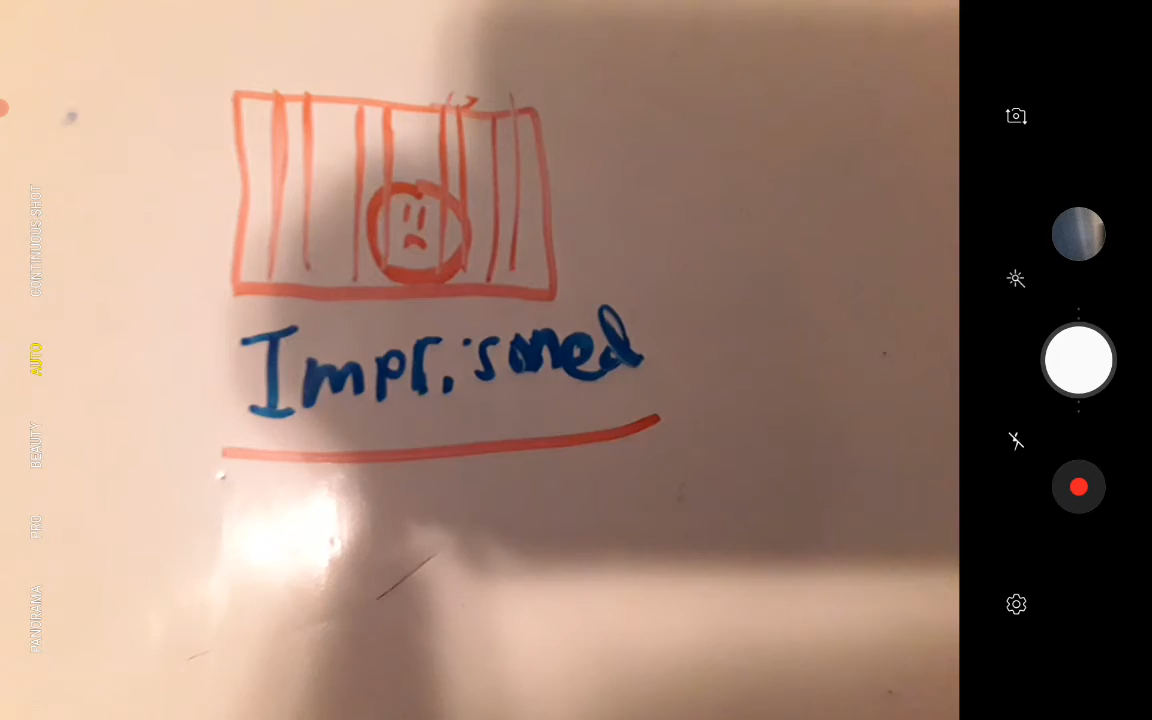 Imprisoned
CONTINUOUS SHOT
AUTO
BEAUTY
PRO
PANORAMA